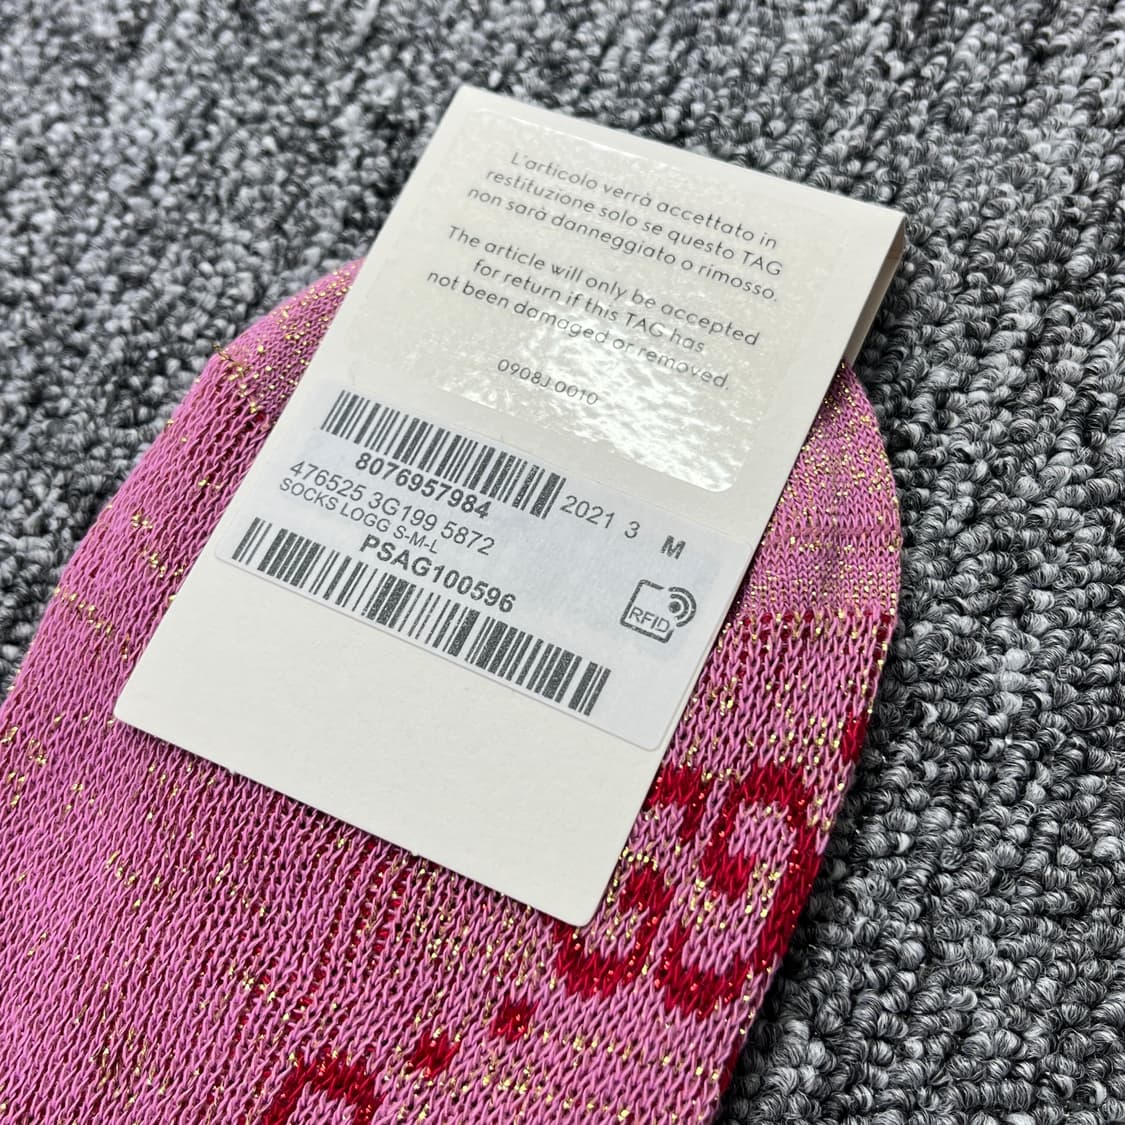 L'articolo verrà accettato in
restituzione solo se questo TAG
non sarà danneggiato o rimosso.
The article will only be accepted
for return if this TAG has
not been damaged or removed.
0908J.0010
8076957984
2021 3 M
476525 3G199 5872
SOCKS LOGG S-M-L
PSAG100596
RFID